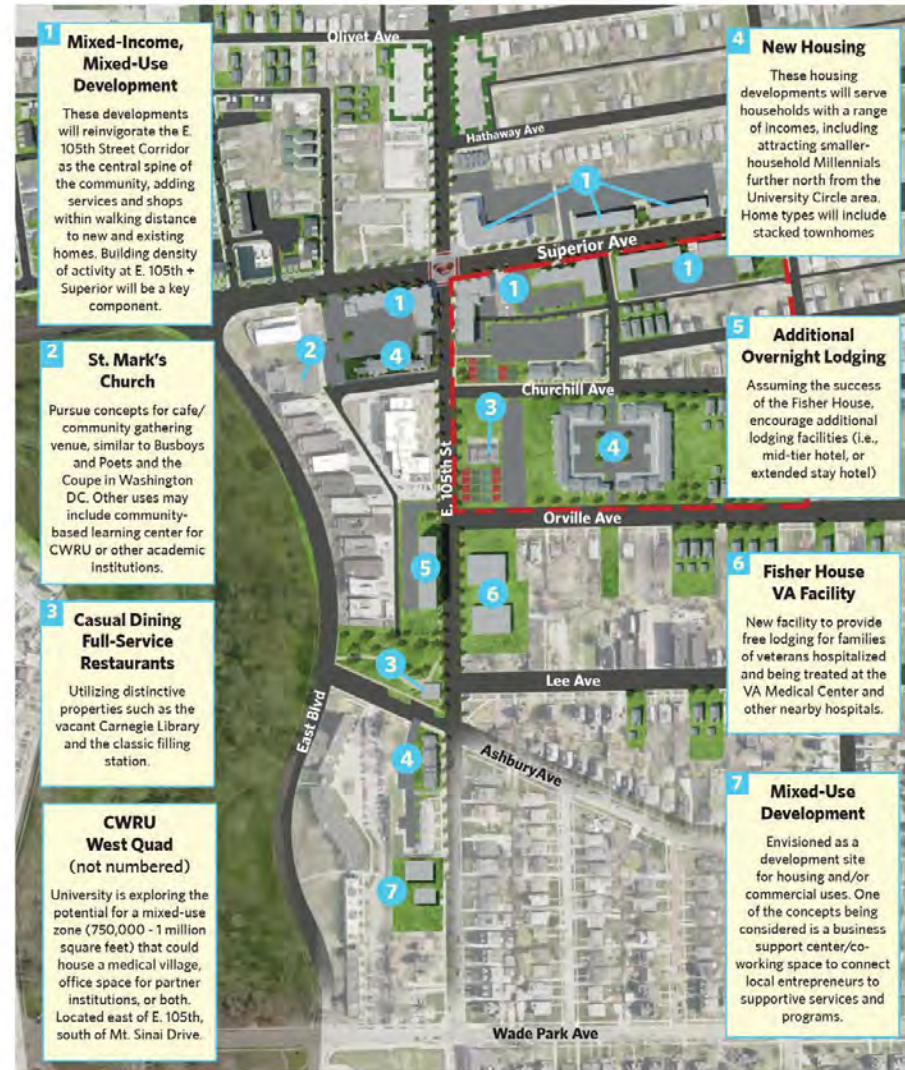 1
Mixed-Income,
Mixed-Use
Development
These developments
will reinvigorate the E.
105th Street Corridor
as the central spine of
the community, adding
services and shops
within walking distance
to new and existing
homes. Building density
of activity at E. 105th +
Superior will be a key
component.
2
St. Mark's
Church
Pursue concepts for cafe/
community gathering
venue, similar to Busboys
and Poets and the
Coupe in Washington
DC. Other uses may
include community-
based learning center for
CWRU or other academic
institutions.
3
Casual Dining
Full-Service
Restaurants
Utilizing distinctive
properties such as the
vacant Carnegie Library
and the classic filling
station.
CWRU
West Quad
(not numbered)
University is exploring the
potential for a mixed-use
zone (750,000 - 1 million
square feet) that could
house a medical village,
office space for partner
institutions, or both.
Located east of E. 105th,
south of Mt. Sinai Drive.
Olivet Ave
Hathaway Ave
1
Superior Ave
1
1
1
2
4
Churchill Ave
3
4
E. 105th St
Orville Ave
5
6
3
Lee Ave
East Blvd
4
Ashbury Ave
7
Wade Park Ave
4
New Housing
These housing
developments will serve
households with a range
of incomes, including
attracting smaller-
household Millennials
further north from the
University Circle area.
Home types will include
stacked townhomes
5
Additional
Overnight Lodging
Assuming the success
of the Fisher House,
encourage additional
lodging facilities (i.e.,
mid-tier hotel, or
extended stay hotel)
6
Fisher House
VA Facility
New facility to provide
free lodging for families
of veterans hospitalized
and being treated at the
VA Medical Center and
other nearby hospitals.
7
Mixed-Use
Development
Envisioned as a
development site
for housing and/or
commercial uses. One
of the concepts being
considered is a business
support center/co-
working space to connect
local entrepreneurs to
supportive services and
programs.